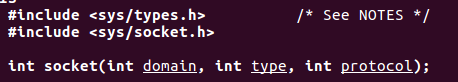 #include <sys/types.h>          /* See NOTES */
#include <sys/socket.h>
int socket(int domain, int type, int protocol);